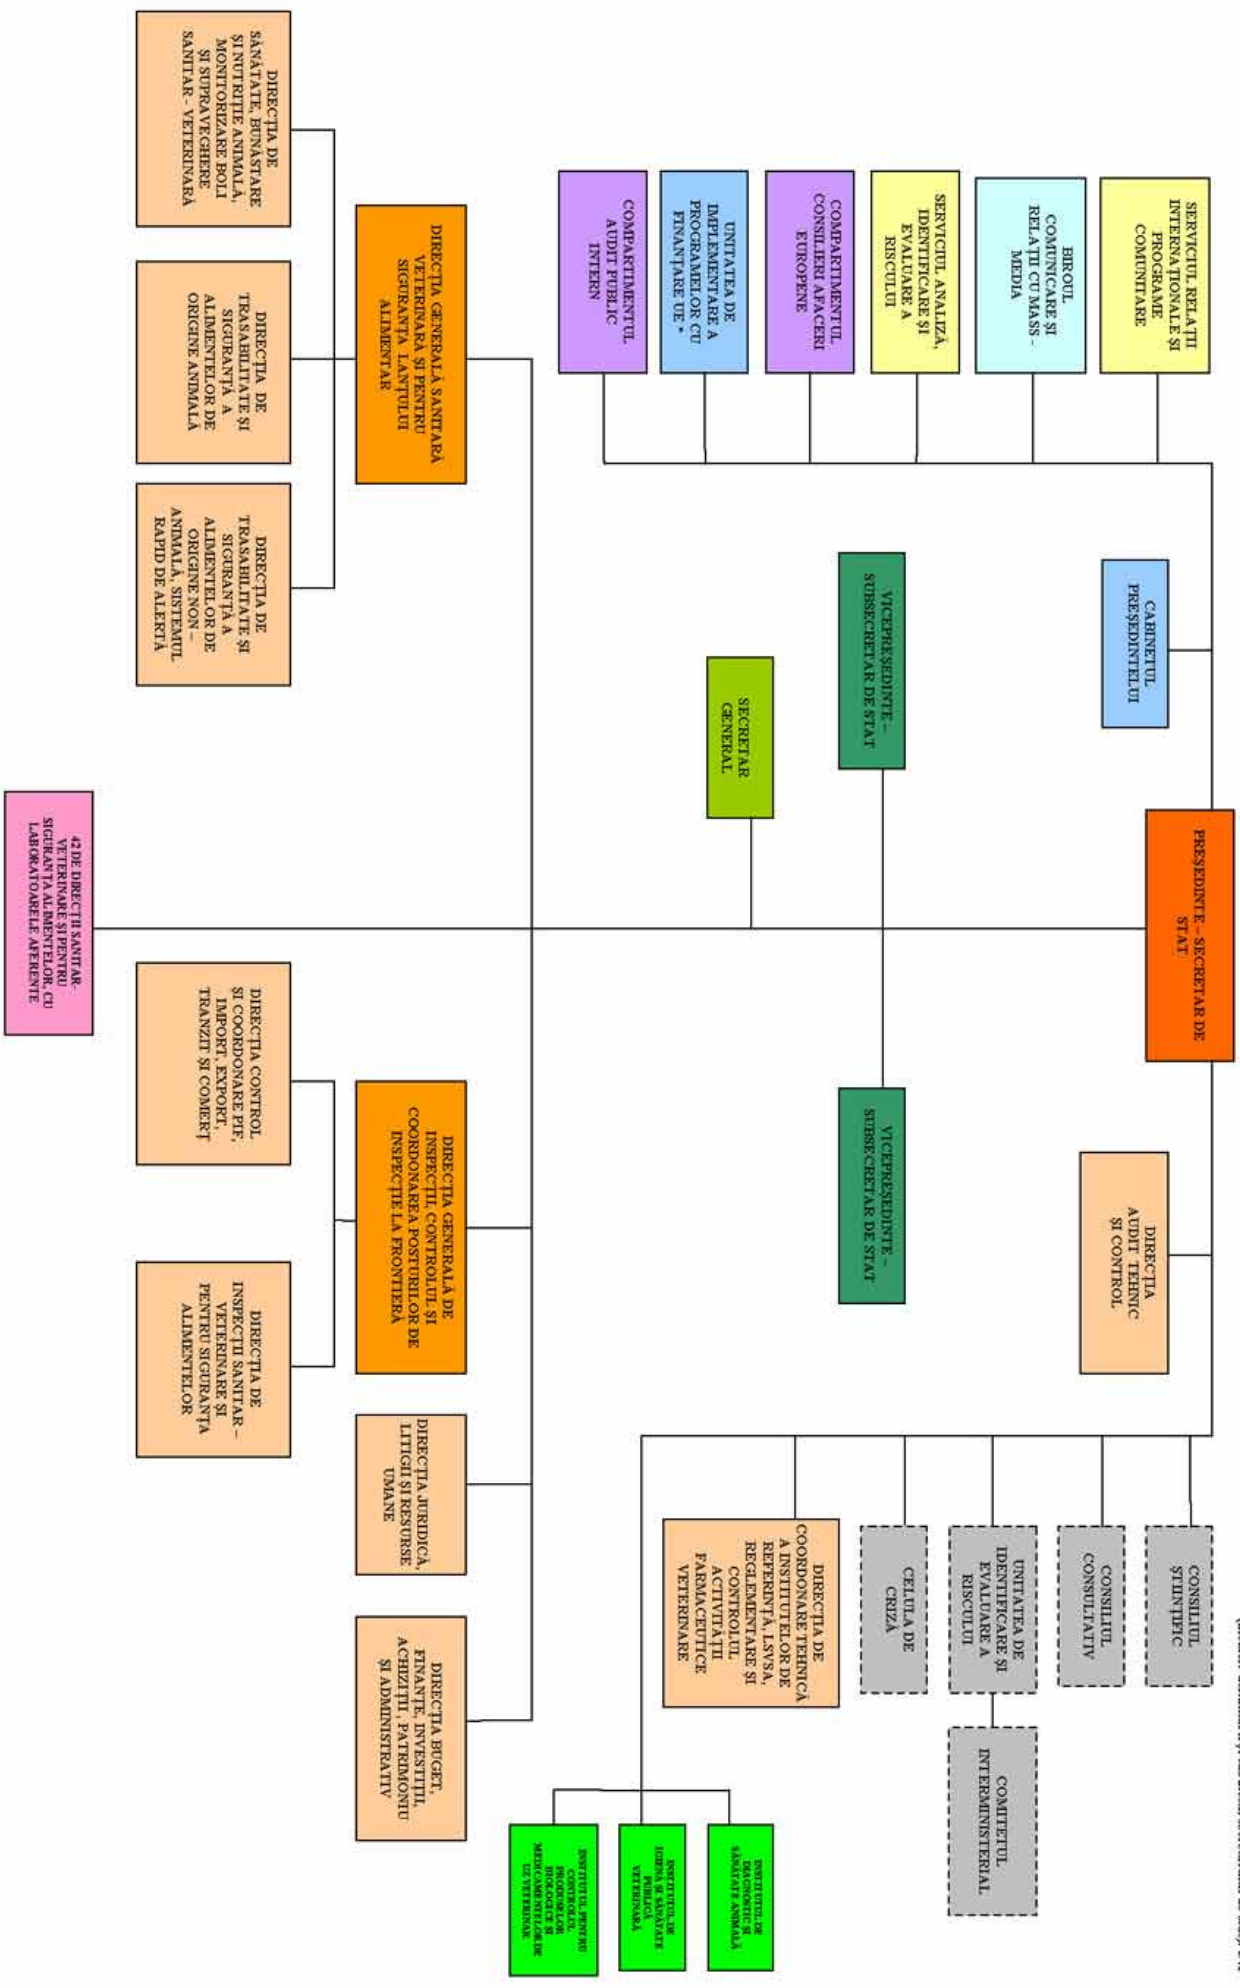 PREȘEDINTE – SECRETAR DE
STAT
CABINETUL
PREȘEDINTELUI
DIRECȚIA
AUDIT TEHNIC
ȘI CONTROL
SERVICIUL RELAȚII
INTERNAȚIONALE ȘI
PROGRAME
COMUNITARE
BIROUL
COMUNICARE ȘI
RELAȚII CU MASS –
MEDIA
SERVICIUL ANALIZĂ,
IDENTIFICARE ȘI
EVALUARE A
RISCULUI
COMPARTIMENTUL
CONSILIERI AFACERI
EUROPENE
UNITATEA DE
IMPLEMENTARE A
PROGRAMELOR CU
FINANȚARE UE *
COMPARTIMENTUL
AUDIT PUBLIC
INTERN
VICEPREȘEDINTE –
SUBSECRETAR DE STAT
VICEPREȘEDINTE –
SUBSECRETAR DE STAT
SECRETAR
GENERAL
CONSILIUL
ȘTIINȚIFIC
CONSILIUL
CONSULTATIV
UNITATEA DE
IDENTIFICARE ȘI
EVALUARE A
RISCULUI
COMITETUL
INTERMINISTERIAL
CELULA DE
CRIZĂ
DIRECȚIA DE
COORDONARE TEHNICĂ
A INSTITUTELOR DE
REFERINȚĂ, LSVSA,
REGLEMENTARE ȘI
CONTROLUL
ACTIVITĂȚII
FARMACEUTICE
VETERINARE
INSTITUTUL DE
DIAGNOSTIC ȘI
SĂNĂTATE ANIMALĂ
INSTITUTUL DE
IGIENĂ ȘI SĂNĂTATE
PUBLICĂ
VETERINARĂ
INSTITUTUL PENTRU
CONTROLUL
PRODUSELOR
BIOLOGICE ȘI
MEDICAMENTELOR DE
UZ VETERINAR
DIRECȚIA GENERALĂ SANITARĂ
VETERINARĂ ȘI PENTRU
SIGURANȚA LANȚULUI
ALIMENTAR
DIRECȚIA GENERALĂ DE
INSPECȚII, CONTROLUL ȘI
COORDONAREA POSTURILOR DE
INSPECȚIE LA FRONTIERĂ
DIRECȚIA JURIDICĂ,
LITIGII ȘI RESURSE
UMANE
DIRECȚIA BUGET,
FINANȚE, INVESTIȚII,
ACHIZIȚII, PATRIMONIU
ȘI ADMINISTRATIV
DIRECȚIA DE
SĂNĂTATE, BUNĂSTARE
ȘI NUTRIȚIE ANIMALĂ,
MONITORIZARE BOLI
ȘI SUPRAVEGHERE
SANITAR - VETERINARĂ
DIRECȚIA DE
TRASABILITATE ȘI
SIGURANȚĂ A
ALIMENTELOR DE
ORIGINE ANIMALĂ
DIRECȚIA DE
TRASABILITATE ȘI
SIGURANȚĂ A
ALIMENTELOR DE
ORIGINE NON –
ANIMALĂ, SISTEMUL
RAPID DE ALERTĂ
DIRECȚIA CONTROL
ȘI COORDONARE PIF,
IMPORT, EXPORT,
TRANZIT ȘI COMERȚ
DIRECȚIA DE
INSPECȚII SANITAR –
VETERINARE ȘI
PENTRU SIGURANȚA
ALIMENTELOR
42 DE DIRECȚII SANITAR-
VETERINARE ȘI PENTRU
SIGURANȚA ALIMENTELOR, CU
LABORATOARELE AFERENTE